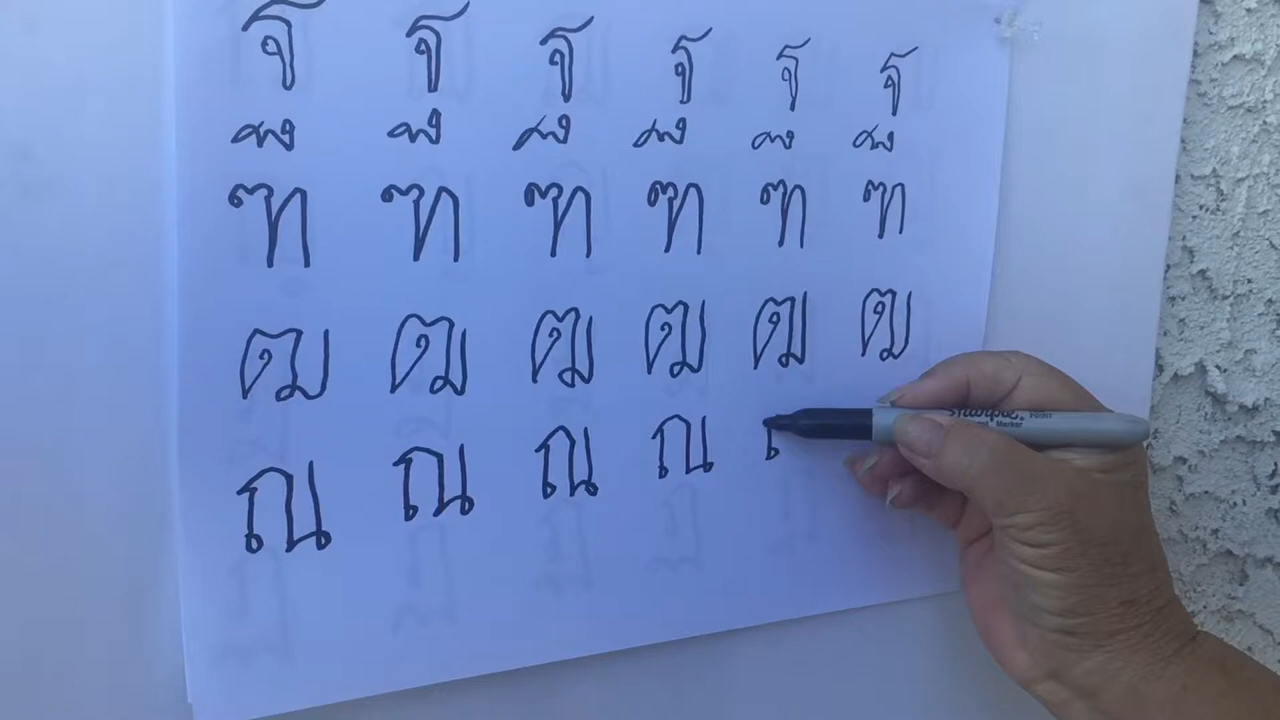 ฐ ฐ ฐ ฐ ฐ ฐ
ฑ ฑ ฑ ฑ ฑ ฑ
ฒ ฒ ฒ ฒ ฒ ฒ
ณ ณ ณ ณ
Sharpie.